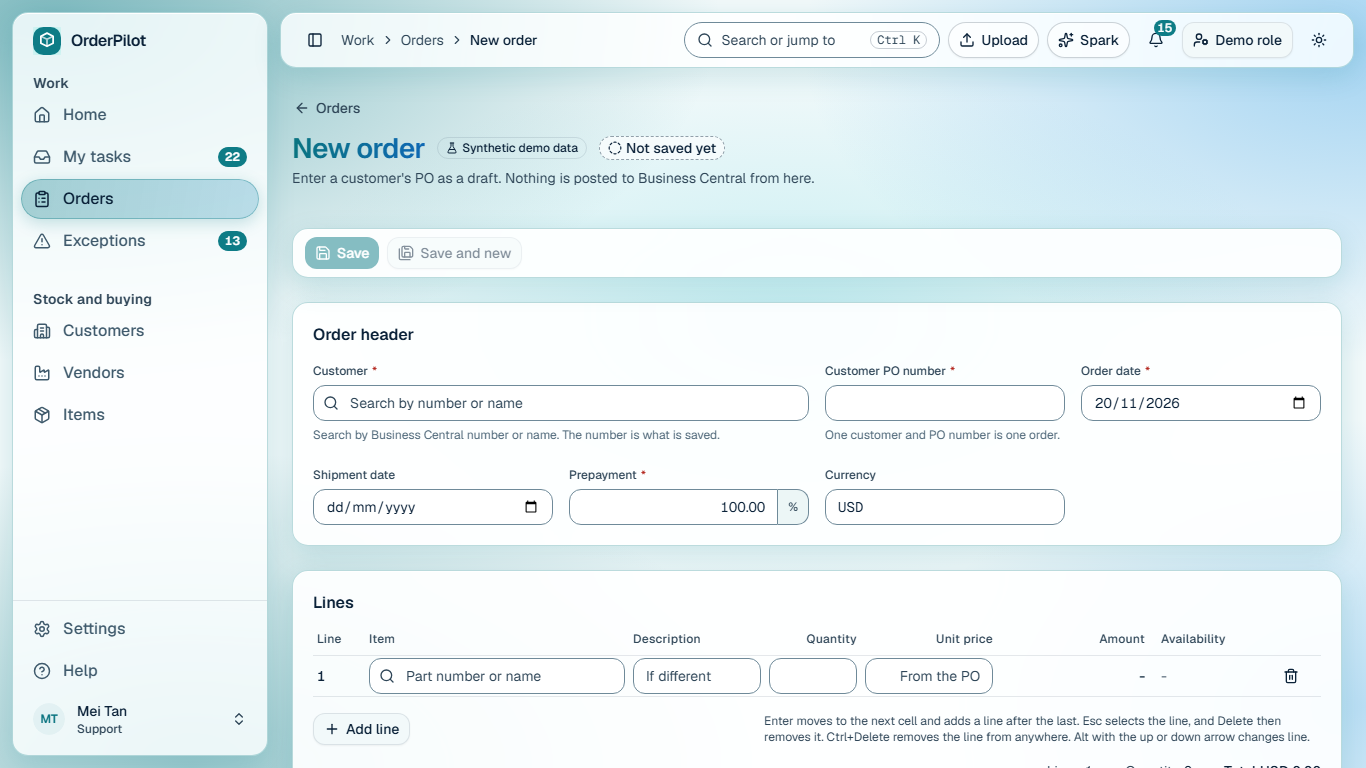 OrderPilot
Work
Home
My tasks 22
Orders
Exceptions 13
Stock and buying
Customers
Vendors
Items
Settings
Help
MT
Mei Tan
Support
Work > Orders > New order
Search or jump to Ctrl K
Upload
Spark
15
Demo role
Orders
New order
Synthetic demo data
Not saved yet
Enter a customer's PO as a draft. Nothing is posted to Business Central from here.
Save
Save and new
Order header
Customer * Customer PO number * Order date *
Search by number or name 20/11/2026
Search by Business Central number or name. The number is what is saved. One customer and PO number is one order.
Shipment date Prepayment * Currency
dd/mm/yyyy 100.00 % USD
Lines
Line Item Description Quantity Unit price Amount Availability
1 Part number or name If different From the PO - -
Add line
Enter moves to the next cell and adds a line after the last. Esc selects the line, and Delete then
removes it. Ctrl+Delete removes the line from anywhere. Alt with the up or down arrow changes line.